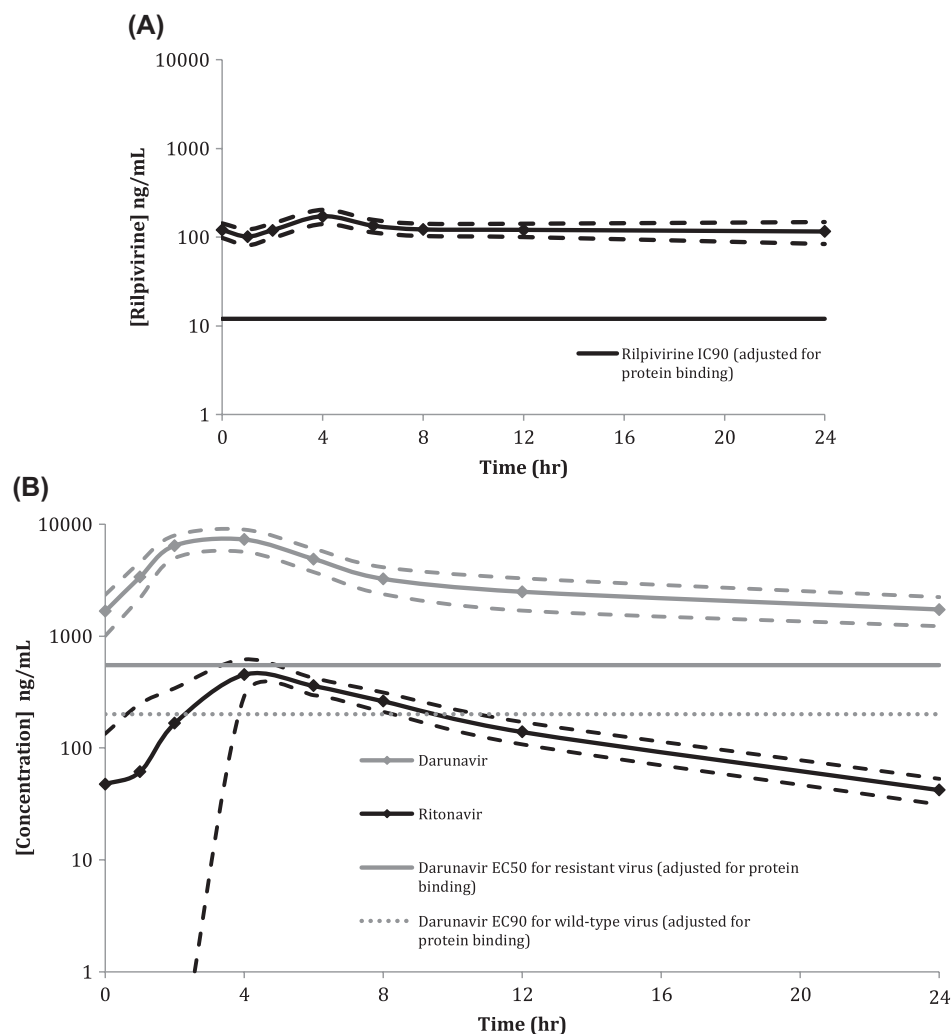 (A)
10000
1000
100
10
1
[Rilpivirine] ng/mL
Rilpivirine IC90 (adjusted for
protein binding)
0 4 8 12 16 20 24
Time (hr)
(B)
10000
1000
100
10
1
[Concentration] ng/mL
Darunavir
Ritonavir
Darunavir EC50 for resistant virus (adjusted for protein
binding)
Darunavir EC90 for wild-type virus (adjusted for
protein binding)
0 4 8 12 16 20 24
Time (hr)